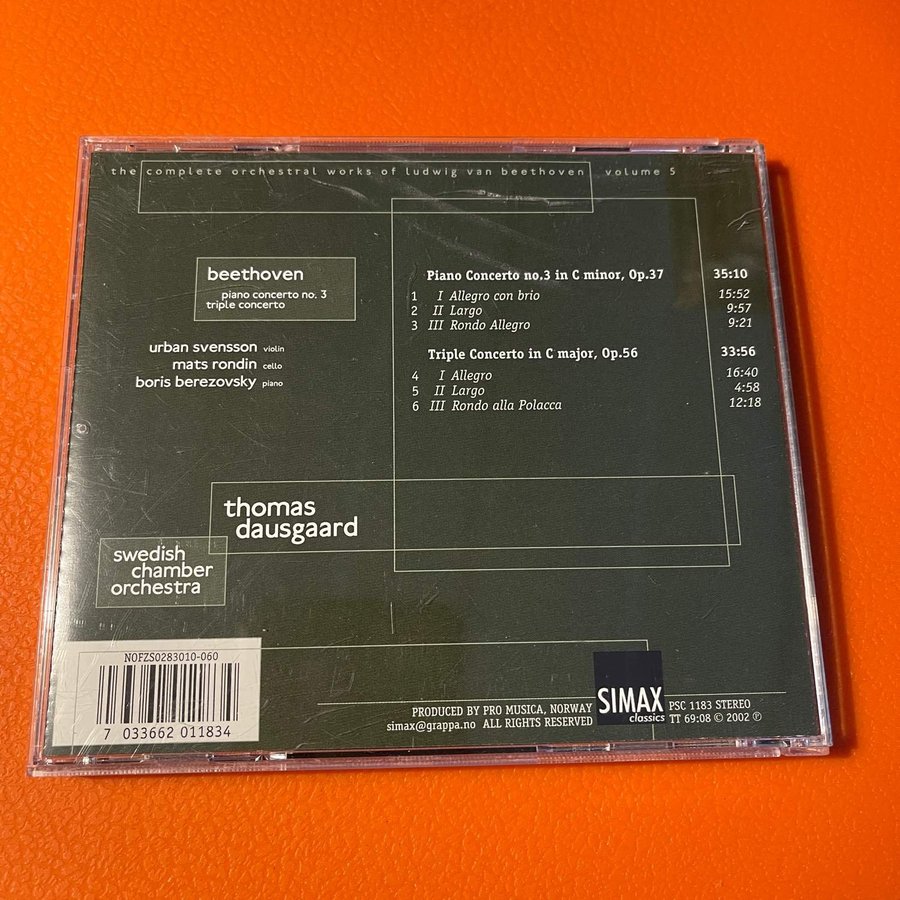 the complete orchestral works of ludwig van beethoven volume 5
beethoven
piano concerto no. 3
triple concerto
urban svensson violin
mats rondin cello
boris berezovsky piano
Piano Concerto no.3 in C minor, Op.37 35:10
1 I Allegro con brio 15:52
2 II Largo 9:57
3 III Rondo Allegro 9:21
Triple Concerto in C major, Op.56 33:56
4 I Allegro 16:40
5 II Largo 4:58
6 III Rondo alla Polacca 12:18
thomas
dausgaard
swedish
chamber
orchestra
NOFZS0283010-060
7 033662 011834
PRODUCED BY PRO MUSICA, NORWAY
simax@grappa.no ALL RIGHTS RESERVED
SIMAX
classics
PSC 1183 STEREO
TT 69:08 © 2002 ℗